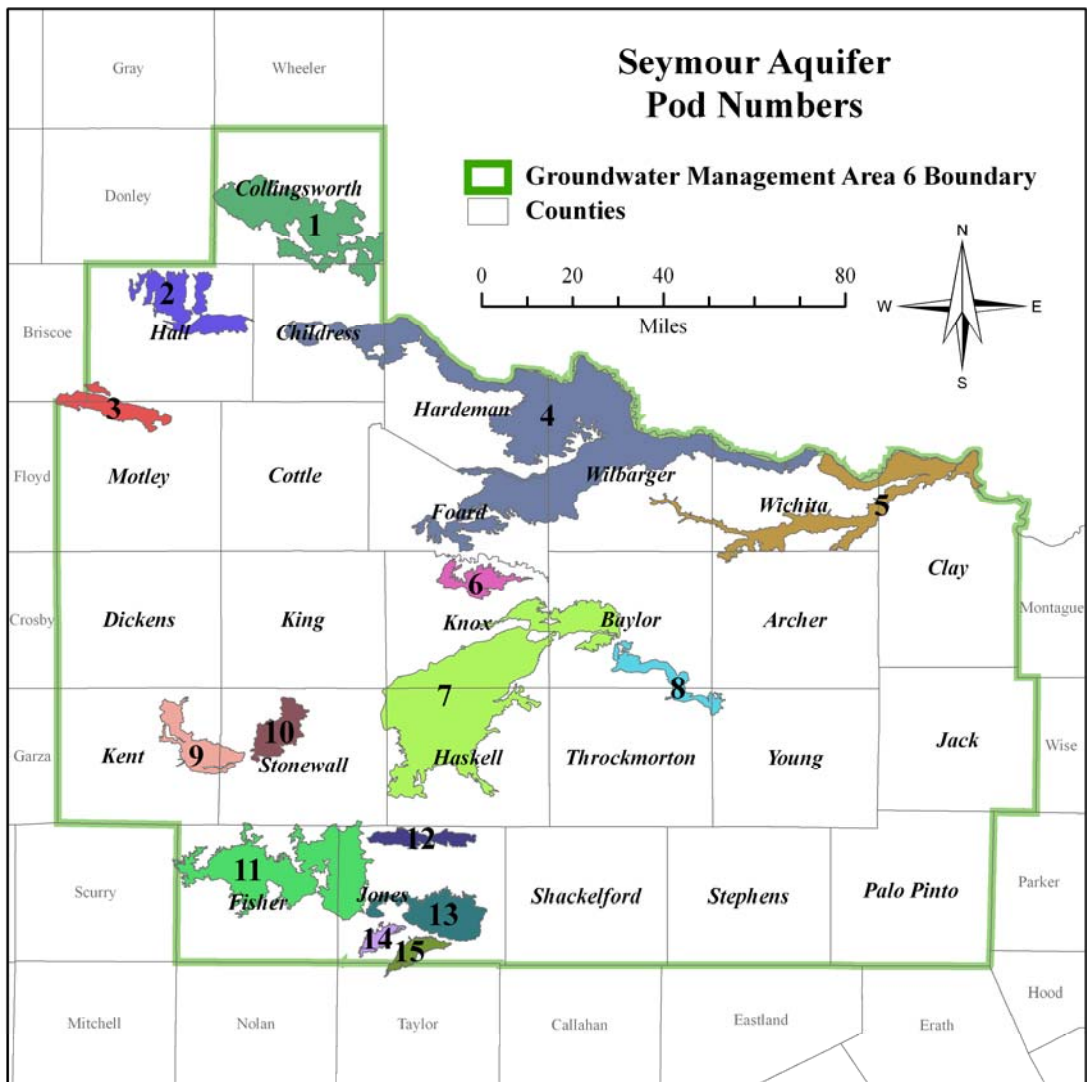 Gray
Wheeler
Seymour Aquifer
Pod Numbers
Groundwater Management Area 6 Boundary
Counties
Donley
Collingsworth
1
N
0 20 40 80
Miles
W
E
S
2
Briscoe
Hall
Childress
3
Hardeman
4
Floyd
Motley
Cottle
Wilbarger
Foard
Wichita
5
Clay
6
Crosby
Dickens
King
Knox
Baylor
Archer
Montague
7
8
Garza
Kent
9
10
Stonewall
Haskell
Throckmorton
Young
Jack
Wise
12
11
Scurry
Fisher
Jones
13
Shackelford
Stephens
Palo Pinto
Parker
14
15
Hood
Mitchell
Nolan
Taylor
Callahan
Eastland
Erath